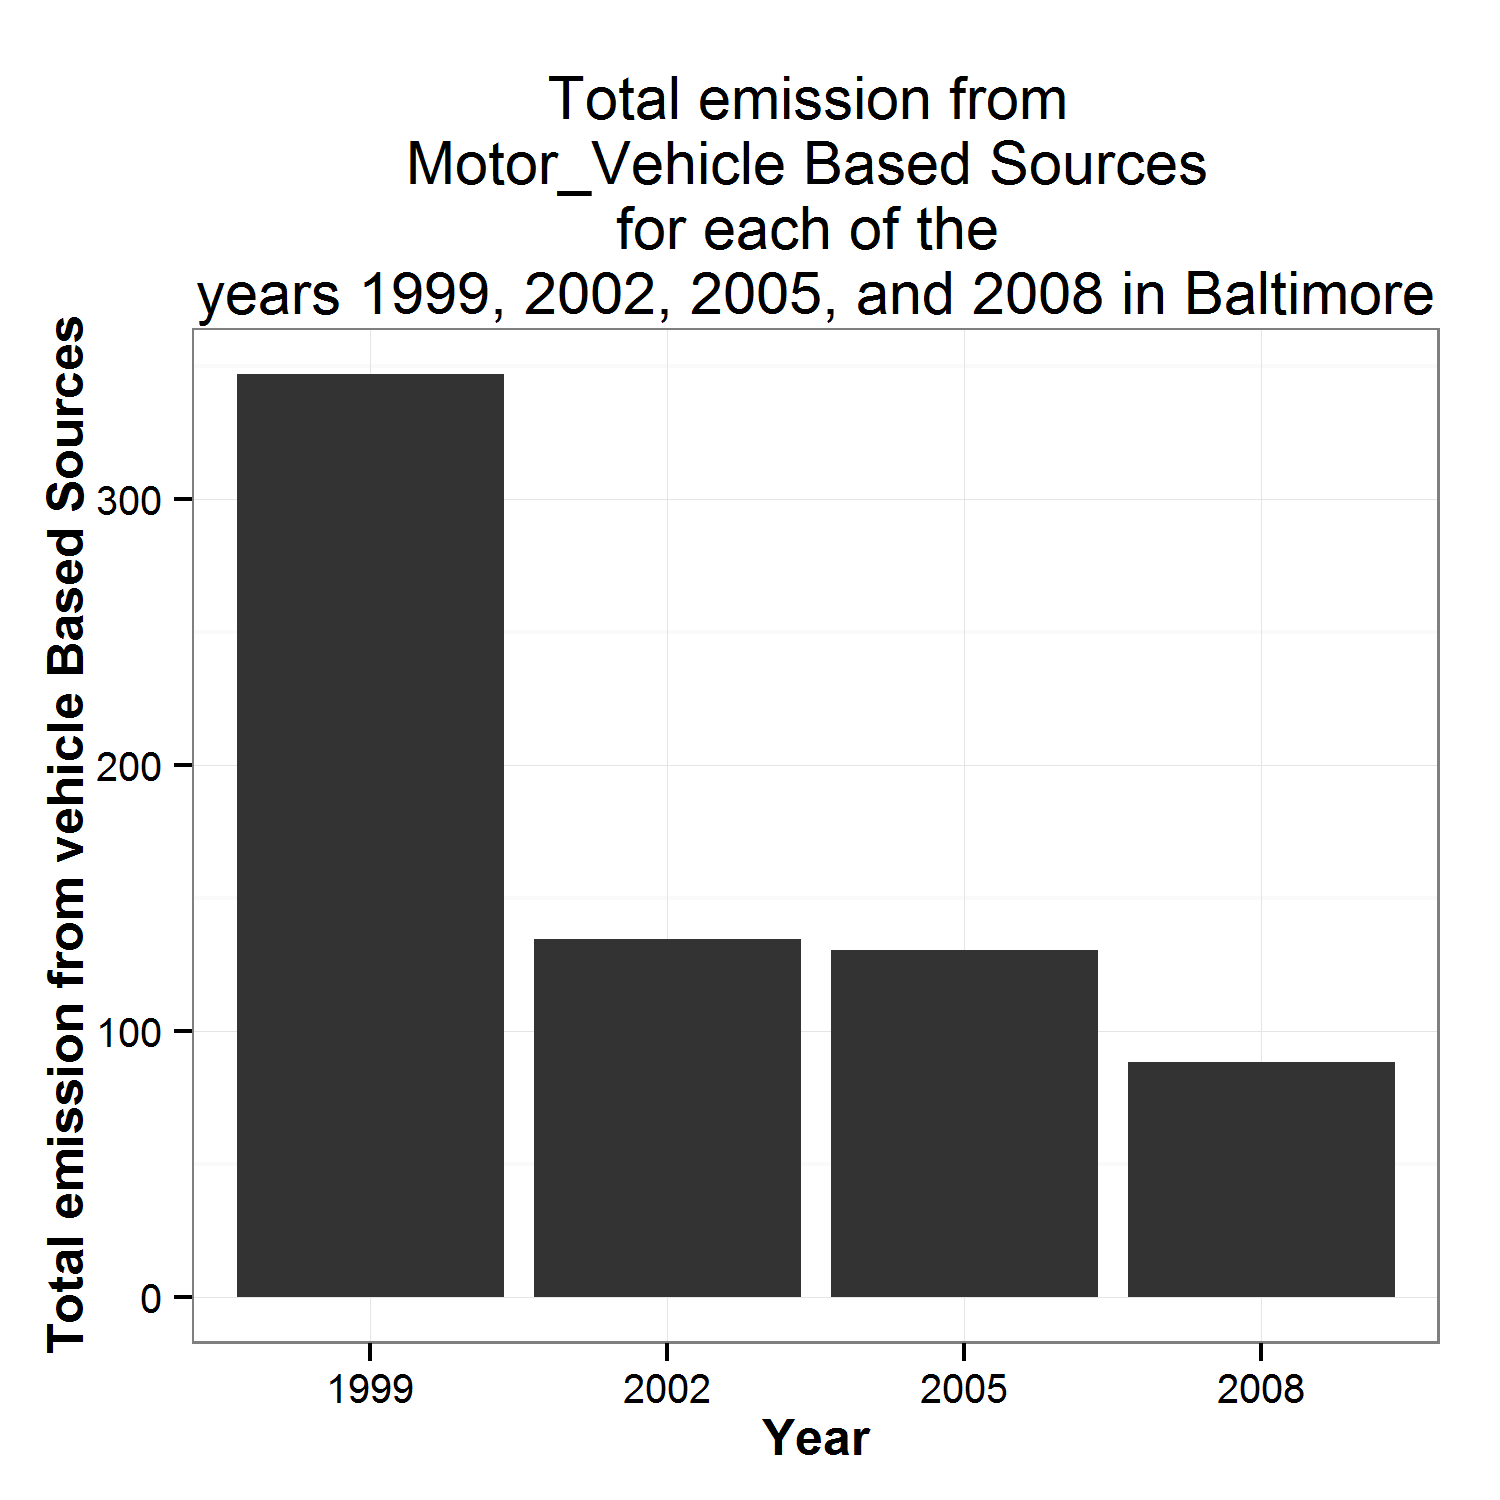 Total emission from
Motor_Vehicle Based Sources
for each of the
years 1999, 2002, 2005, and 2008 in Baltimore
Total emission from vehicle Based Sources
300
200
100
0
1999
2002
2005
2008
Year